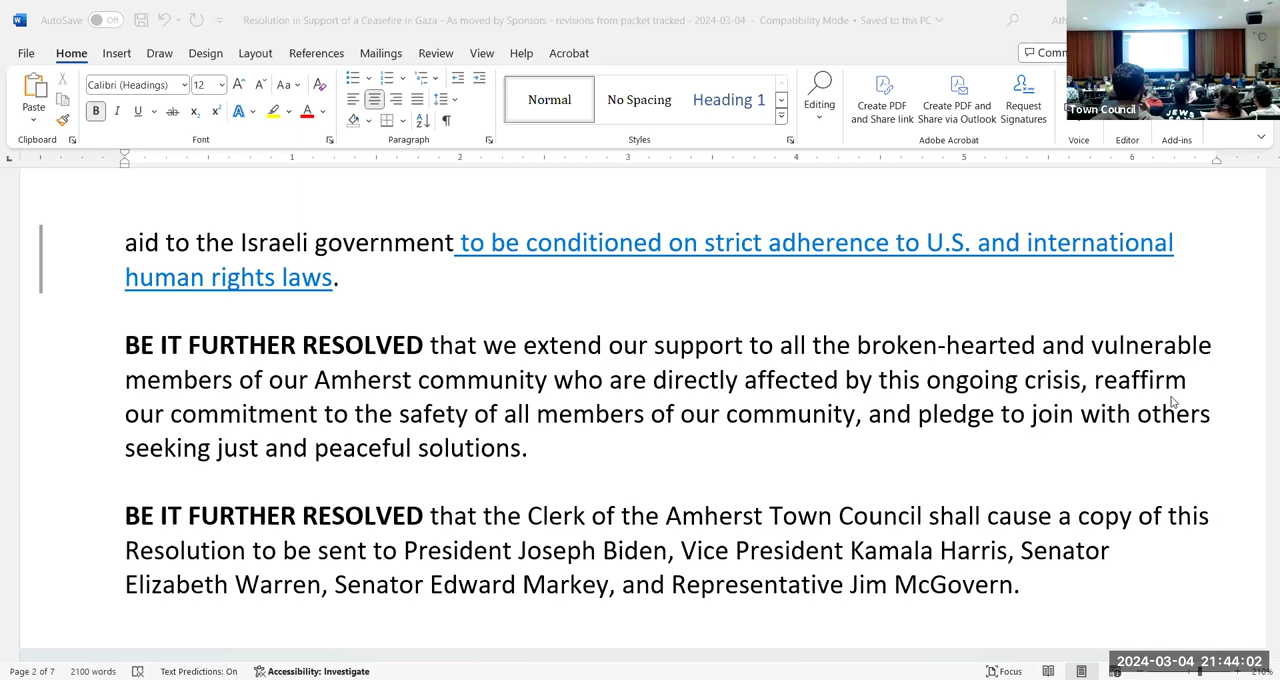 AutoSave Off Resolution in Support of a Ceasefire in Gaza - As moved by Sponsors - revisions from packet tracked - 2024-03-04 - Compatibility Mode • Saved to this PC
File Home Insert Draw Design Layout References Mailings Review View Help Acrobat
Town Council
Paste
Calibri (Headings) 12
Normal No Spacing Heading 1
Editing
Create PDF and Share link
Create PDF and Share via Outlook
Request Signatures
Clipboard Font Paragraph Styles Adobe Acrobat Voice Editor Add-ins
1 2 3 4 5 6
aid to the Israeli government to be conditioned on strict adherence to U.S. and international
human rights laws.
BE IT FURTHER RESOLVED that we extend our support to all the broken-hearted and vulnerable
members of our Amherst community who are directly affected by this ongoing crisis, reaffirm
our commitment to the safety of all members of our community, and pledge to join with others
seeking just and peaceful solutions.
BE IT FURTHER RESOLVED that the Clerk of the Amherst Town Council shall cause a copy of this
Resolution to be sent to President Joseph Biden, Vice President Kamala Harris, Senator
Elizabeth Warren, Senator Edward Markey, and Representative Jim McGovern.
Page 2 of 7 2100 words Text Predictions: On Accessibility: Investigate Focus 210%
2024-03-04 21:44:02